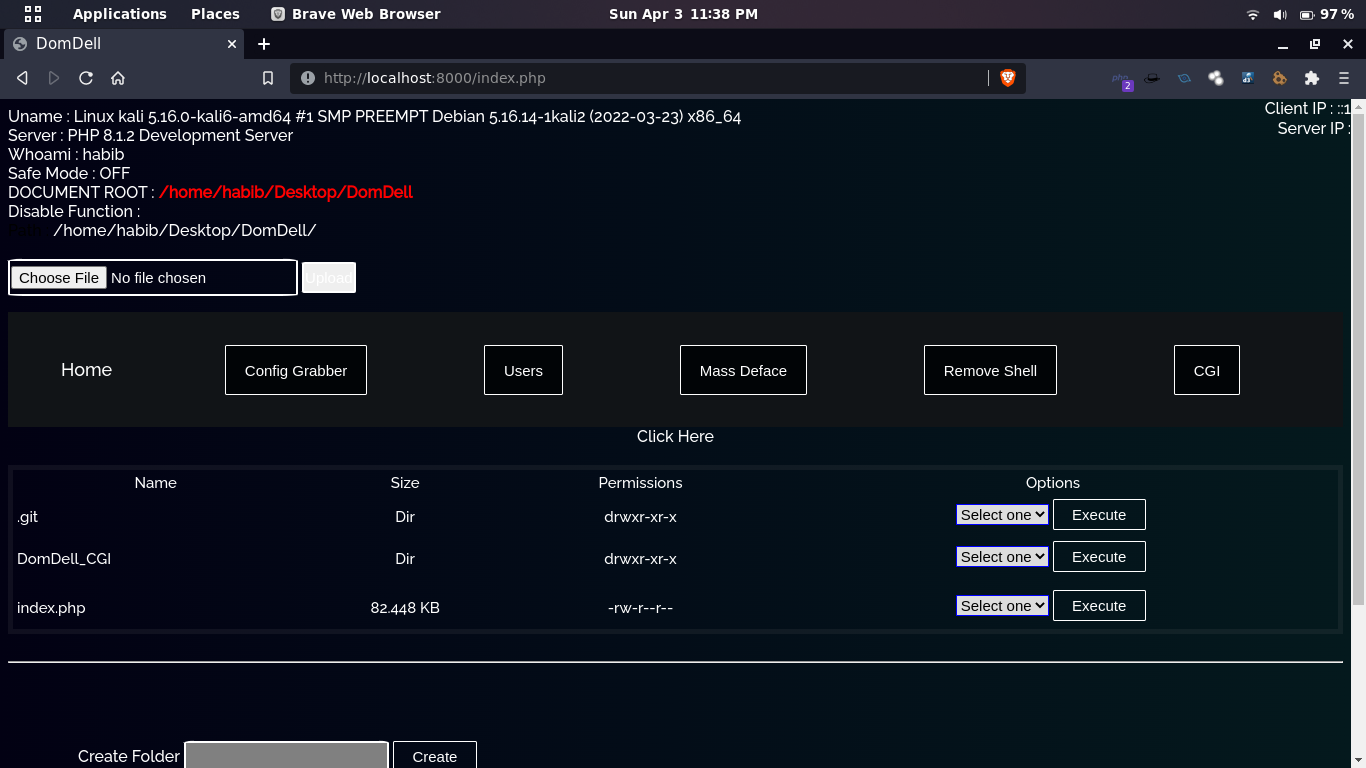 Applications Places Brave Web Browser Sun Apr 3 11:38 PM 97 %
DomDell
http://localhost:8000/index.php
2
Uname : Linux kali 5.16.0-kali6-amd64 #1 SMP PREEMPT Debian 5.16.14-1kali2 (2022-03-23) x86_64
Client IP : ::1
Server : PHP 8.1.2 Development Server
Server IP :
Whoami : habib
Safe Mode : OFF
DOCUMENT ROOT : /home/habib/Desktop/DomDell
Disable Function :
/home/habib/Desktop/DomDell/
Choose File No file chosen Upload
Home Config Grabber Users Mass Deface Remove Shell CGI
Click Here
Name Size Permissions Options
.git Dir drwxr-xr-x Select one Execute
DomDell_CGI Dir drwxr-xr-x Select one Execute
index.php 82.448 KB -rw-r--r-- Select one Execute
Create Folder Create